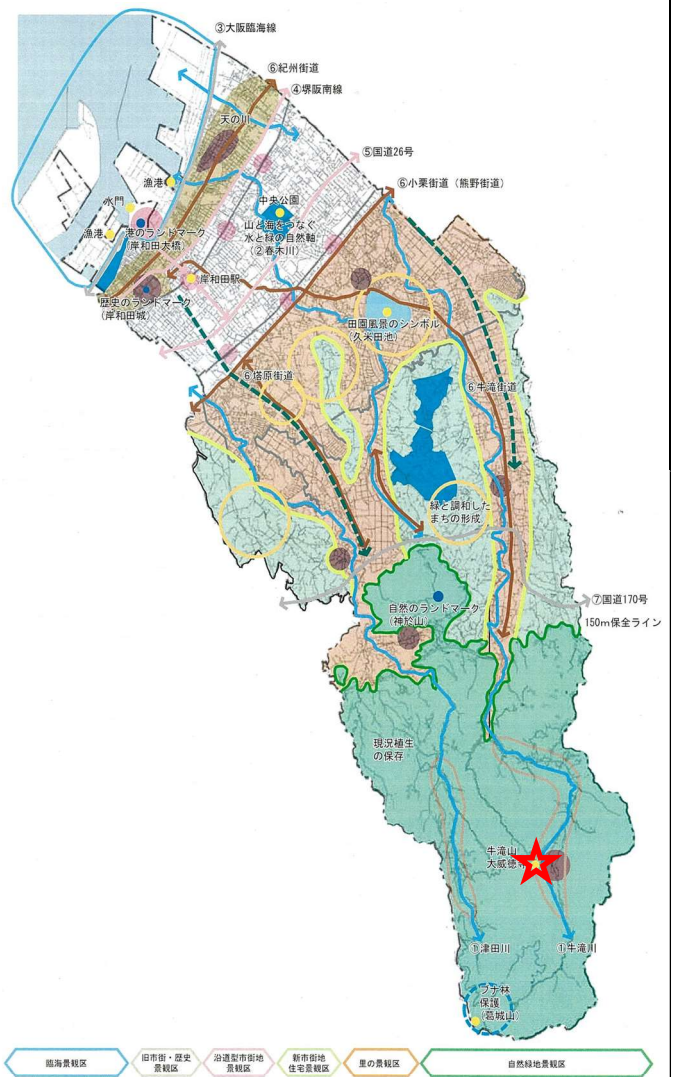 ③大阪臨海線
⑥紀州街道
④堺阪南線
天の川
⑤国道26号
漁港
⑥小栗街道（熊野街道）
中央公園
水門
山と海をつなぐ
水と緑の自然軸
（②春木川）
漁港
港のランドマーク
（岸和田大橋）
岸和田駅
歴史のランドマーク
（岸和田城）
田園風景のシンボル
（久米田池）
６塔原街道
６牛滝街道
緑と調和した
まちの形成
⑦国道170号
自然のランドマーク
（神於山）
150m保全ライン
現況植生
の保存
牛滝山
大威徳寺
①津田川
①牛滝川
ブナ林
保護
（葛城山）
臨海景観区
旧市街・歴史
景観区
沿道型市街地
景観区
新市街地
住宅景観区
里の景観区
自然緑地景観区